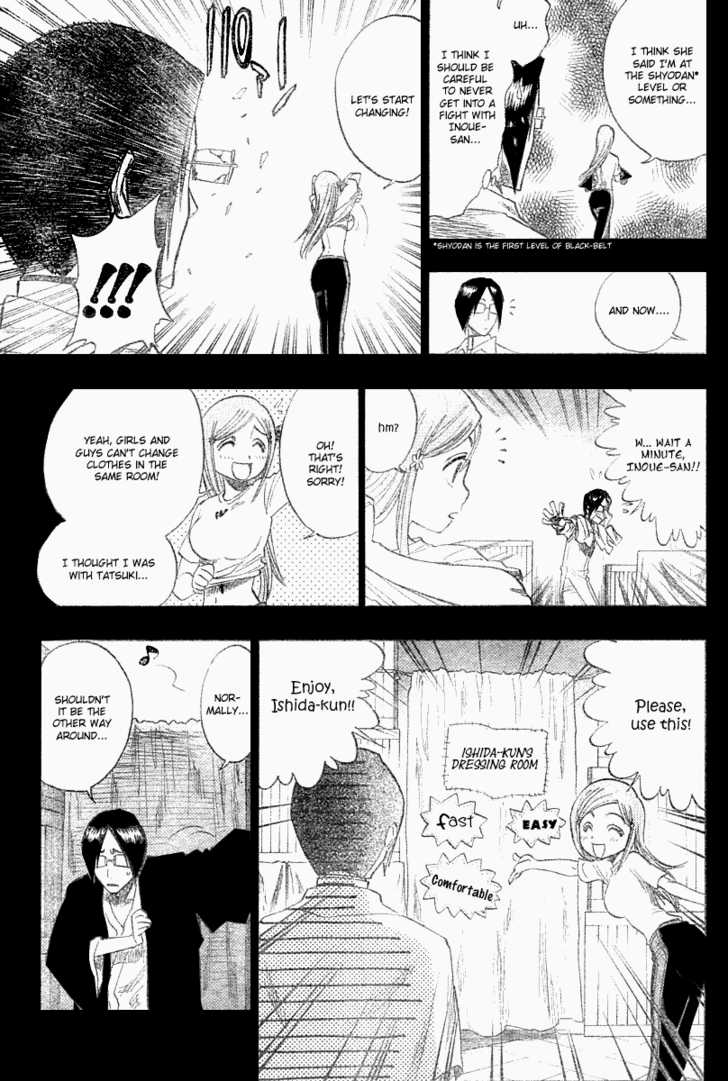 I THINK SHE
SAID I'M AT
THE SHYODAN*
LEVEL OR
SOMETHING...
UH...
I THINK I
SHOULD BE
CAREFUL
TO NEVER
GET INTO A
FIGHT WITH
INOUE-
SAN...
*SHYODAN IS THE FIRST LEVEL OF BLACK-BELT
AND NOW....
LET'S START
CHANGING!
!!!
W... WAIT A
MINUTE,
INOUE-SAN!!
hm?
OH!
THAT'S
RIGHT!
SORRY!
YEAH, GIRLS AND
GUYS CAN'T CHANGE
CLOTHES IN THE
SAME ROOM!
I THOUGHT I WAS
WITH TATSUKI...
Please,
use this!
Enjoy,
Ishida-kun!!
ISHIDA-KUN'S
DRESSING ROOM
fast
EASY
Comfortable
NOR-
MALLY...
SHOULDN'T
IT BE THE
OTHER WAY
AROUND...